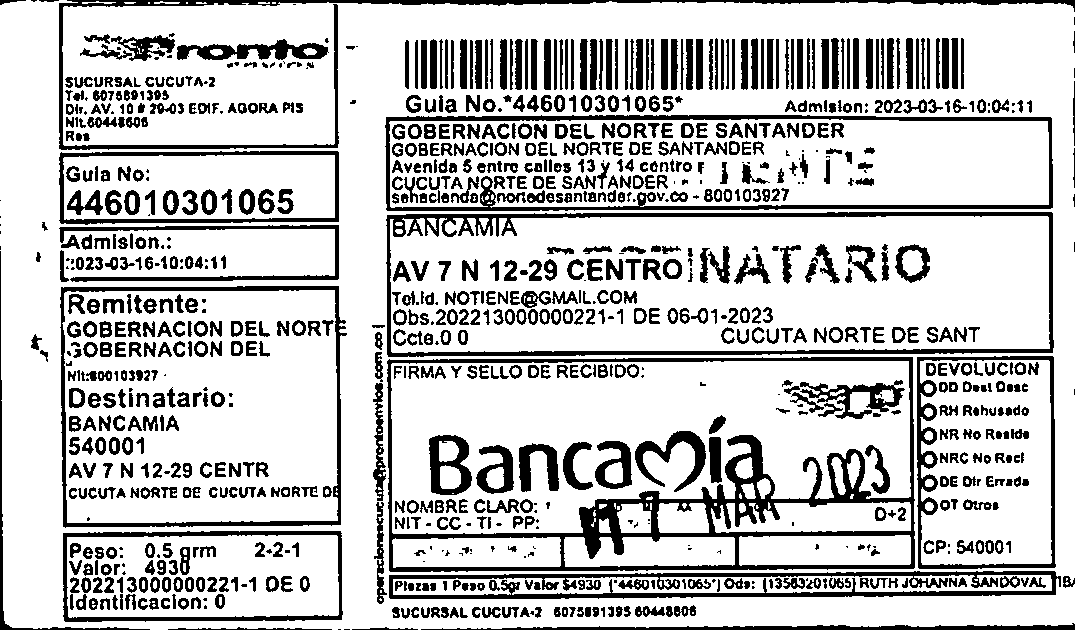 Pronto
SUCURSAL CUCUTA-2
Tel. 6075891395
Dir. AV. 10 # 29-03 EDIF. AGORA PIS
Nit.60448606
Res
Guia No:
446010301065
Admision.:
2023-03-16-10:04:11
Remitente:
GOBERNACION DEL NORTE
GOBERNACION DEL
Nit:800103927
Destinatario:
BANCAMIA
540001
AV 7 N 12-29 CENTR
CUCUTA NORTE DE CUCUTA NORTE DE
Peso: 0.5 grm 2-2-1
Valor: 4930
202213000000221-1 DE 0
Identificacion: 0
Guia No.*446010301065*
Admision: 2023-03-16-10:04:11
GOBERNACION DEL NORTE DE SANTANDER
GOBERNACION DEL NORTE DE SANTANDER
Avenida 5 entre calles 13 y 14 centro
CUCUTA NORTE DE SANTANDER
sehacienda@nortedesantander.gov.co - 800103927
BANCAMIA
DESTINATARIO
AV 7 N 12-29 CENTRO
Tel.Id. NOTIENE@GMAIL.COM
Obs.202213000000221-1 DE 06-01-2023
Ccte.0 0 CUCUTA NORTE DE SANT
operacionescucuta@prontoenvios.com.co
FIRMA Y SELLO DE RECIBIDO:
Bancamía
17 MAR 2023
NOMBRE CLARO:
NIT - CC - TI - PP:
D+2
DEVOLUCION
DD Dest Desc
RH Rehusado
NR No Reside
NRC No Recl
DE Dir Errada
OT Otros
CP: 540001
Piezas 1 Peso 0.5gr Valor $4930 (*446010301065*) Ods: (13563201065) RUTH JOHANNA SANDOVAL
SUCURSAL CUCUTA-2 6075891395 60448606